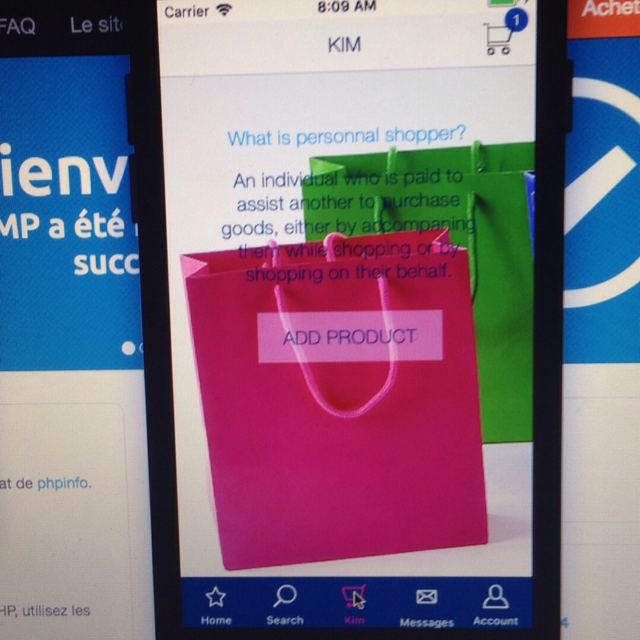 FAQ
Le sit
Carrier
8:09 AM
Achet
1
KIM
ienv
MP a été
succ
What is personnal shopper?
An individual who is paid to
assist another to purchase
goods, either by accompaning
them while shopping or by
shopping on their behalf.
ADD PRODUCT
at de phpinfo.
HP, utilisez les
Home
Search
Kim
Messages
Account
4